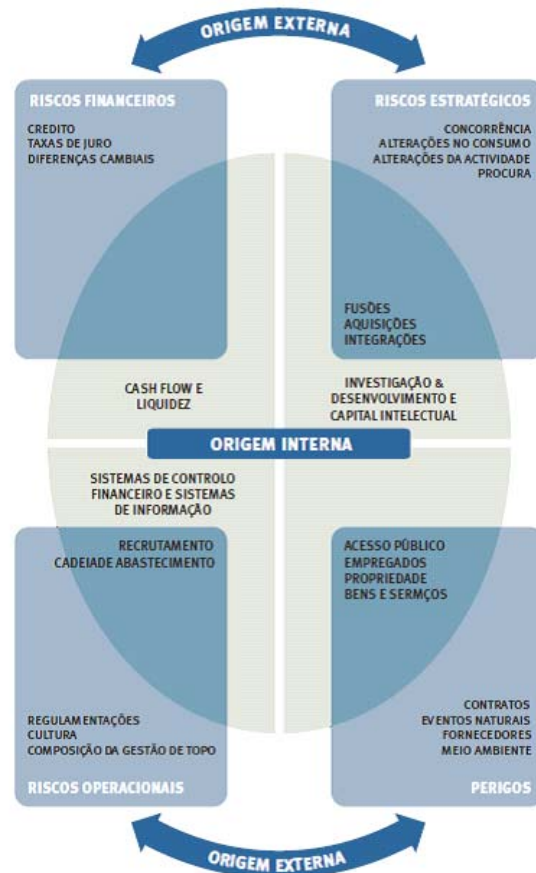 ORIGEM EXTERNA
RISCOS FINANCEIROS
CREDITO
TAXAS DE JURO
DIFERENÇAS CAMBIAIS
RISCOS ESTRATÉGICOS
CONCORRÊNCIA
ALTERAÇÕES NO CONSUMO
ALTERAÇÕES DA ACTIVIDADE
PROCURA
FUSÕES
AQUISIÇÕES
INTEGRAÇÕES
CASH FLOW E
LIQUIDEZ
INVESTIGAÇÃO &
DESENVOLVIMENTO E
CAPITAL INTELECTUAL
ORIGEM INTERNA
SISTEMAS DE CONTROLO
FINANCEIRO E SISTEMAS
DE INFORMAÇÃO
RECRUTAMENTO
CADEIADE ABASTECIMENTO
ACESSO PÚBLICO
EMPREGADOS
PROPRIEDADE
BENS E SERMÇOS
REGULAMENTAÇÕES
CULTURA
COMPOSIÇÃO DA GESTÃO DE TOPO
RISCOS OPERACIONAIS
CONTRATOS
EVENTOS NATURAIS
FORNECEDORES
MEIO AMBIENTE
PERIGOS
ORIGEM EXTERNA